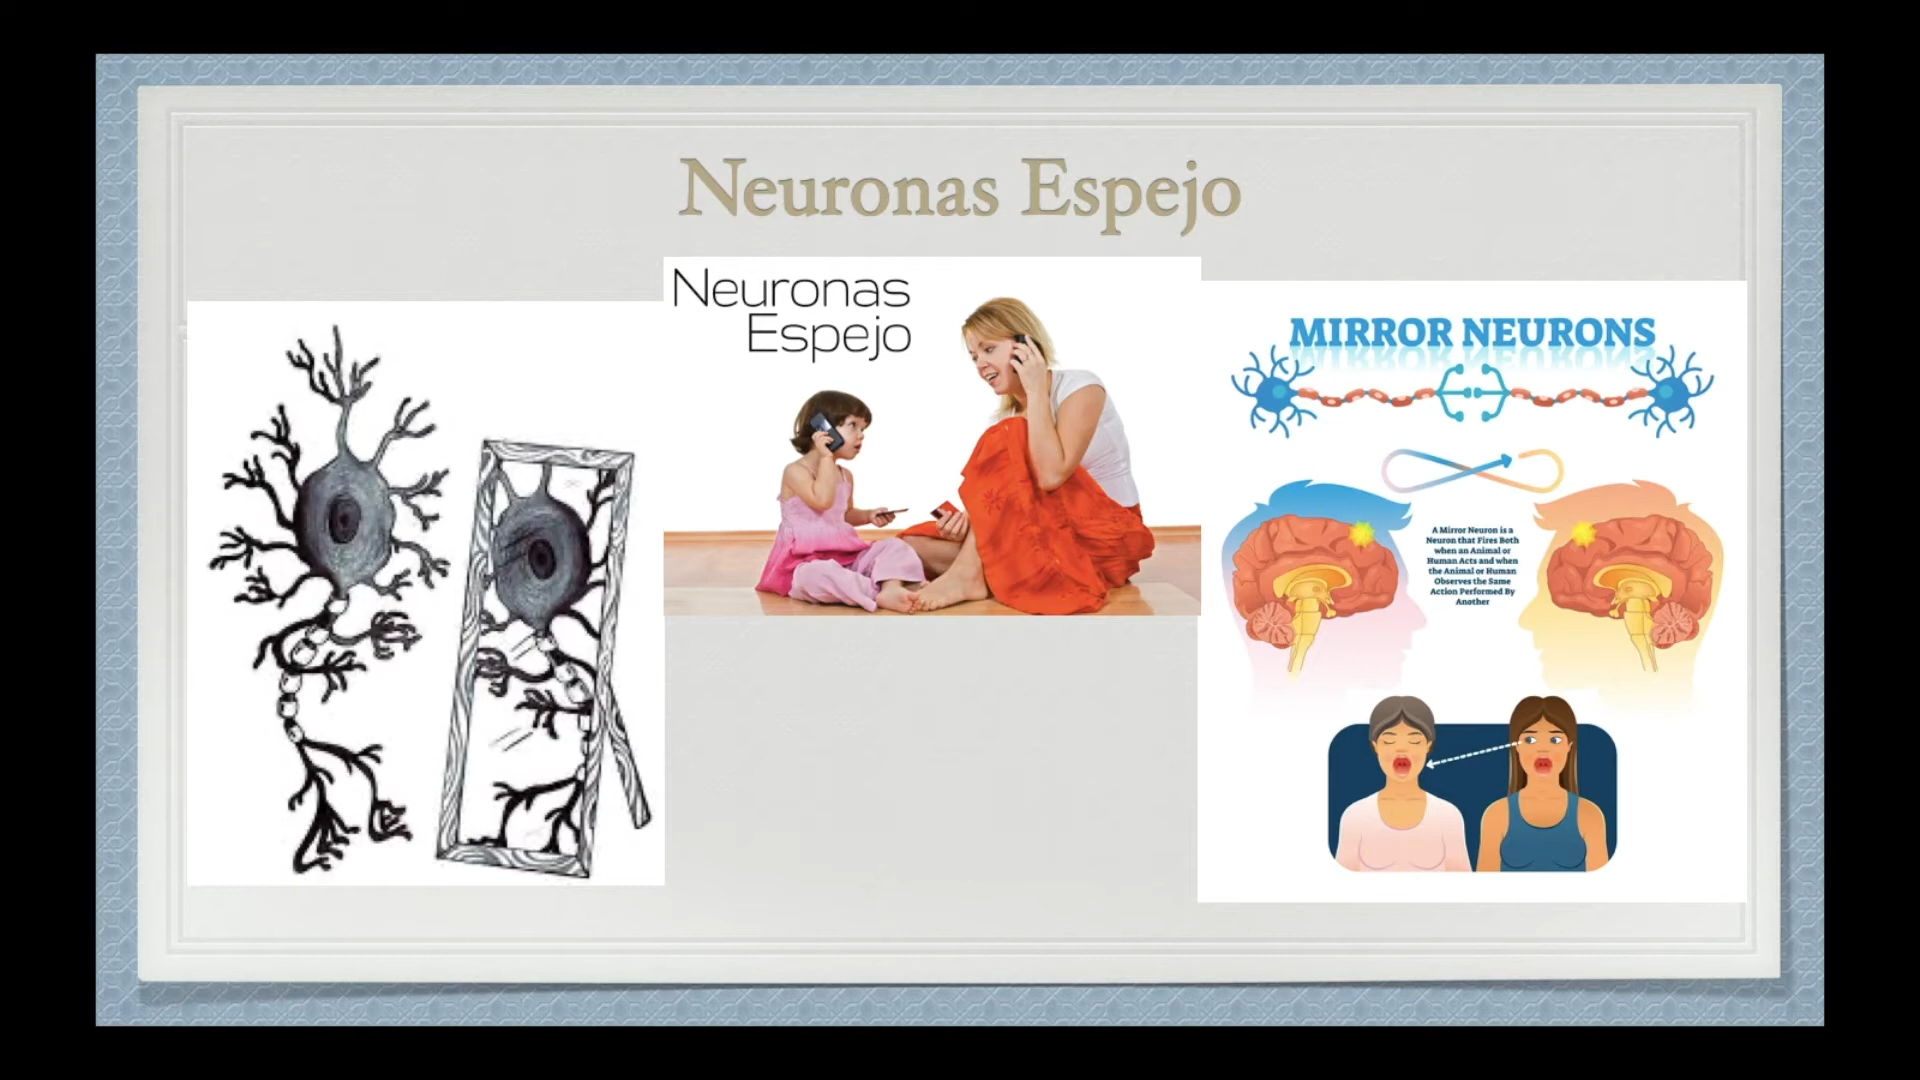 Neuronas Espejo
Neuronas
Espejo
MIRROR NEURONS
A Mirror Neuron is a
Neuron that Fires Both
when an Animal or
Human Acts and when
the Animal or Human
Observes the Same
Action Performed By
Another